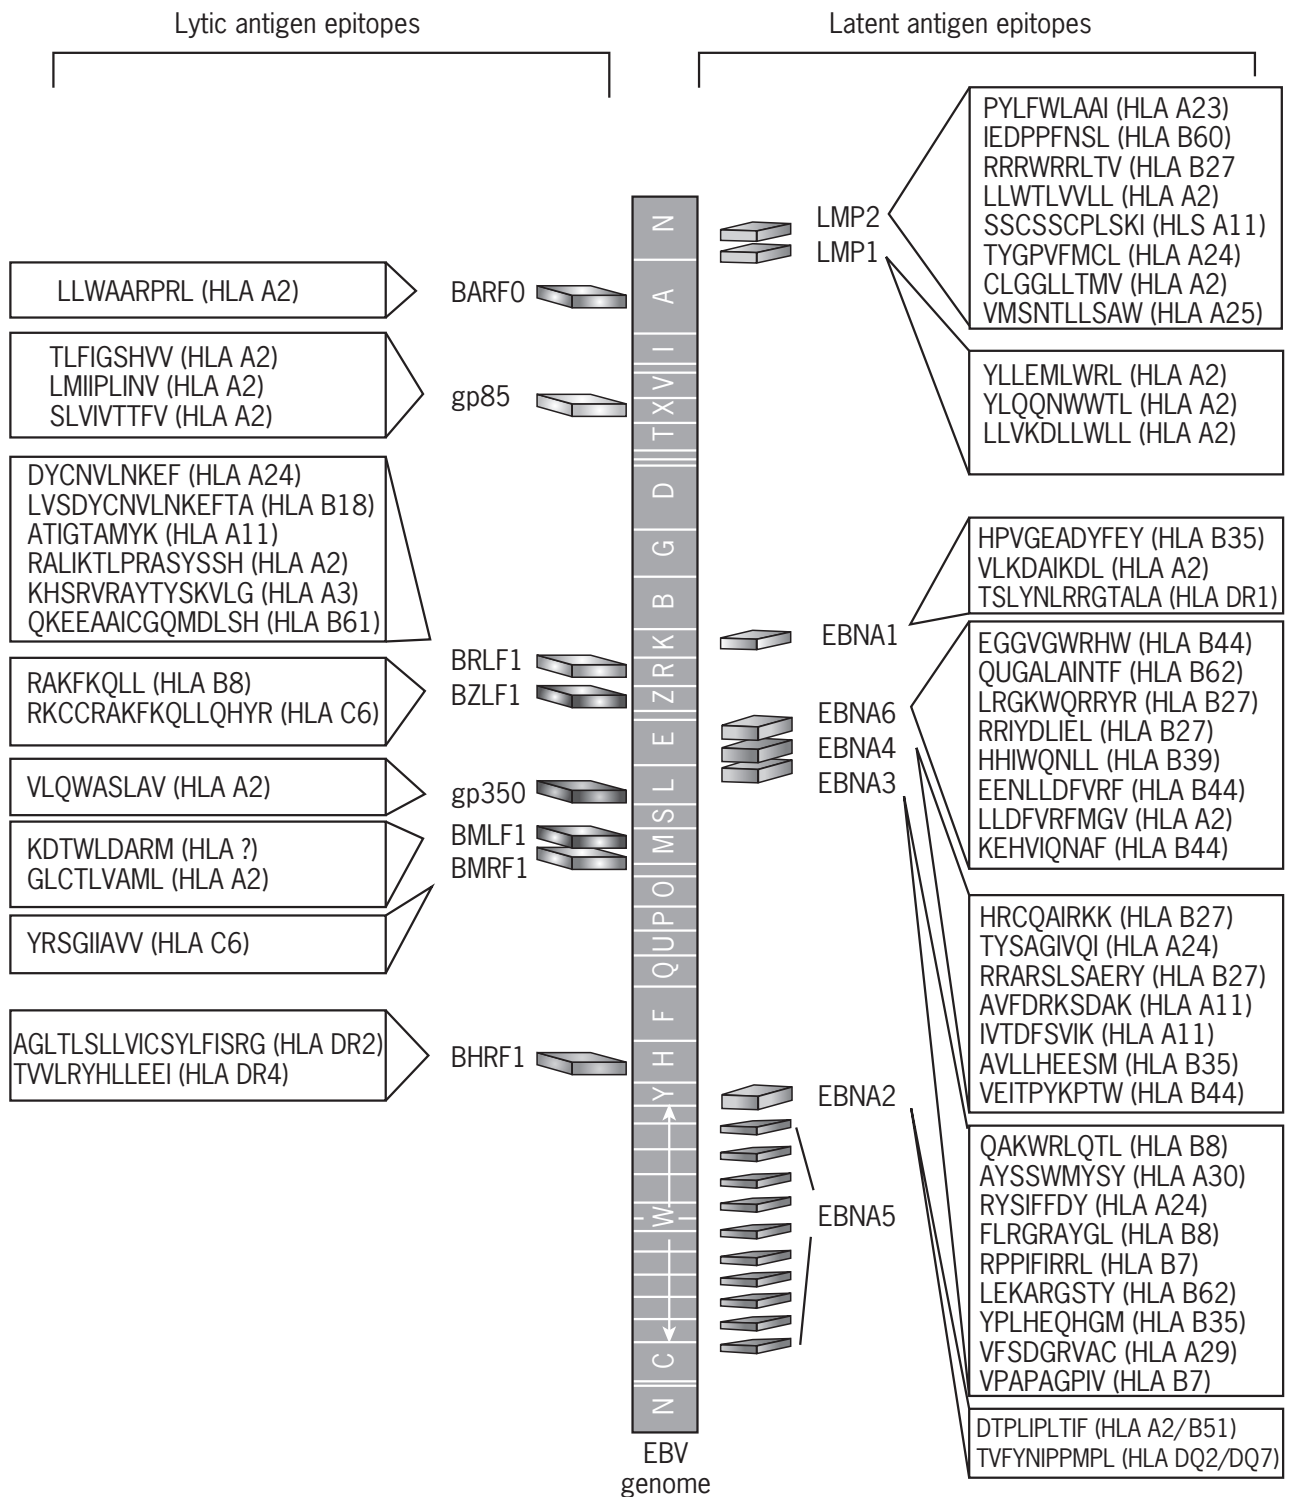 Lytic antigen epitopes
Latent antigen epitopes
LLWAARPRL (HLA A2)
BARF0
TLFIGSHVV (HLA A2)
LMIIPLINV (HLA A2)
SLVIVTTFV (HLA A2)
gp85
DYCNVLNKEF (HLA A24)
LVSDYCNVLNKEFTA (HLA B18)
ATIGTAMYK (HLA A11)
RALIKTLPRASYSSH (HLA A2)
KHSRVRAYTYSKVLG (HLA A3)
QKEEAAICGQMDLSH (HLA B61)
BRLF1
RAKFKQLL (HLA B8)
RKCCRAKFKQLLQHYR (HLA C6)
BZLF1
VLQWASLAV (HLA A2)
gp350
KDTWLDARM (HLA ?)
GLCTLVAML (HLA A2)
BMLF1
BMRF1
YRSGIIAVV (HLA C6)
AGLTLSLLVICSYLFISRG (HLA DR2)
TVVLRYHLLEEI (HLA DR4)
BHRF1
N
A
I
V
X
T
D
G
B
K
R
Z
E
L
S
M
O
P
U
Q
F
H
Y
W
C
N
EBV
genome
LMP2
LMP1
PYLFWLAAI (HLA A23)
IEDPPFNSL (HLA B60)
RRRWRRLTV (HLA B27
LLWTLVVLL (HLA A2)
SSCSSCPLSKI (HLS A11)
TYGPVFMCL (HLA A24)
CLGGLLTMV (HLA A2)
VMSNTLLSAW (HLA A25)
YLLEMLWRL (HLA A2)
YLQQNWWTL (HLA A2)
LLVKDLLWLL (HLA A2)
EBNA1
HPVGEADYFEY (HLA B35)
VLKDAIKDL (HLA A2)
TSLYNLRRGTALA (HLA DR1)
EBNA6
EBNA4
EBNA3
EGGVGWRHW (HLA B44)
QUGALAINTF (HLA B62)
LRGKWQRRYR (HLA B27)
RRIYDLIEL (HLA B27)
HHIWQNLL (HLA B39)
EENLLDFVRF (HLA B44)
LLDFVRFMGV (HLA A2)
KEHVIQNAF (HLA B44)
HRCQAIRKK (HLA B27)
TYSAGIVQI (HLA A24)
RRARSLSAERY (HLA B27)
AVFDRKSDAK (HLA A11)
IVTDFSVIK (HLA A11)
AVLLHEESM (HLA B35)
VEITPYKPTW (HLA B44)
EBNA2
EBNA5
QAKWRLQTL (HLA B8)
AYSSWMYSY (HLA A30)
RYSIFFDY (HLA A24)
FLRGRAYGL (HLA B8)
RPPIFIRRL (HLA B7)
LEKARGSTY (HLA B62)
YPLHEQHGM (HLA B35)
VFSDGRVAC (HLA A29)
VPAPAGPIV (HLA B7)
DTPLIPLTIF (HLA A2/B51)
TVFYNIPPMPL (HLA DQ2/DQ7)